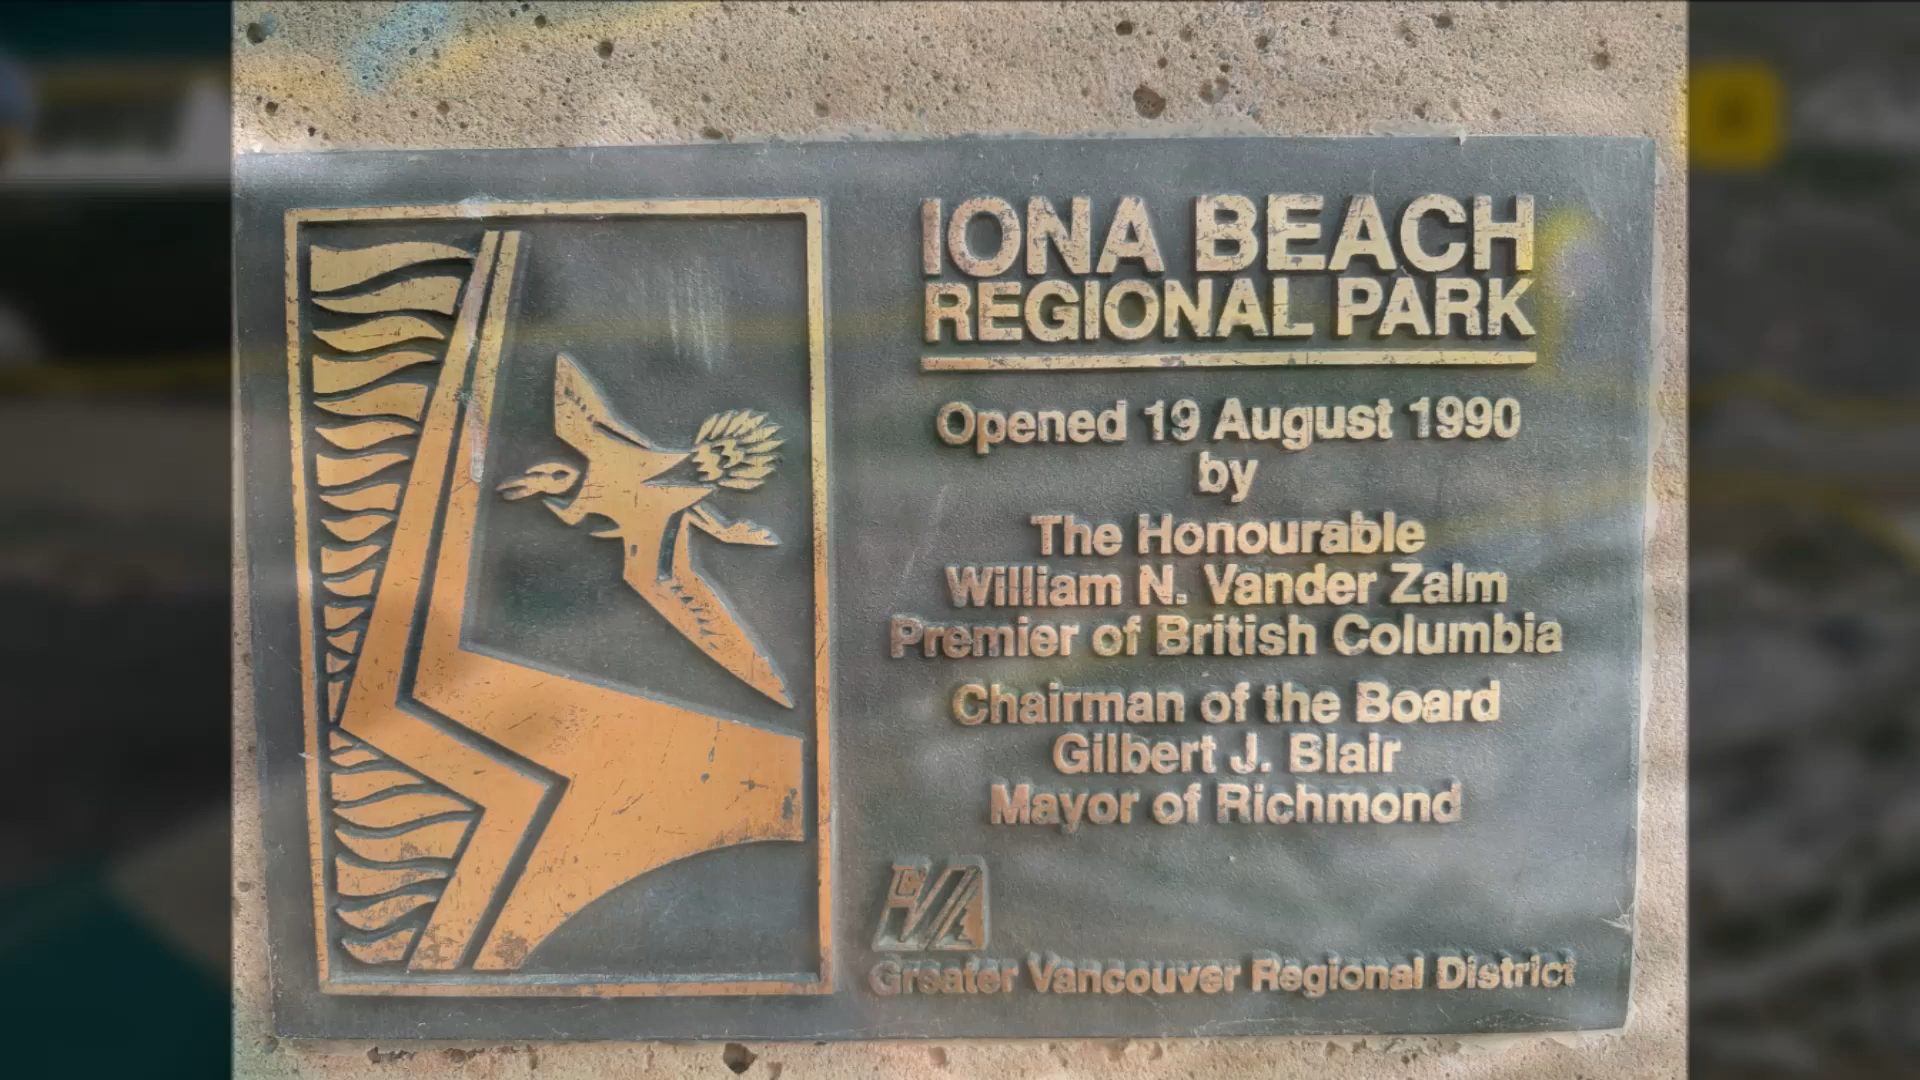 IONA BEACH
REGIONAL PARK
Opened 19 August 1990
by
The Honourable
William N. Vander Zalm
Premier of British Columbia
Chairman of the Board
Gilbert J. Blair
Mayor of Richmond
Greater Vancouver Regional District